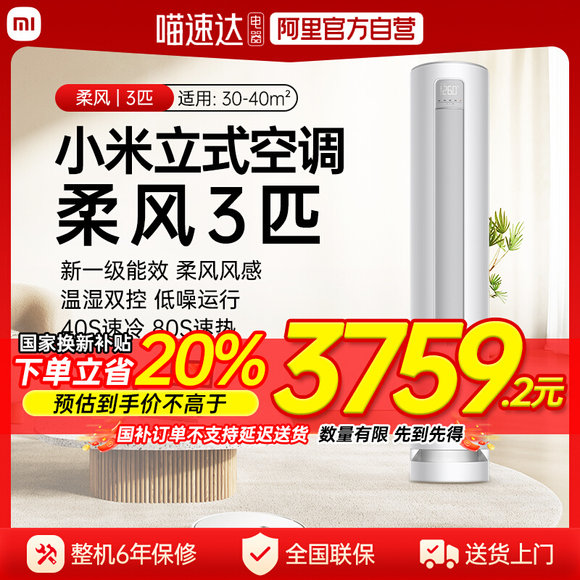 mi
喵速达 电器 阿里官方自营
柔风 | 3匹 适用: 30-40m²
26.0°
小米立式空调
柔风3匹
新一级能效 柔风风感
温湿双控 低噪运行
40S速冷 80S速热
国家换新补贴
下单立省20%
预估到手价不高于
3759.2元
国补订单不支持延迟送货 数量有限 先到先得
整机6年保修 全国联保 送货上门